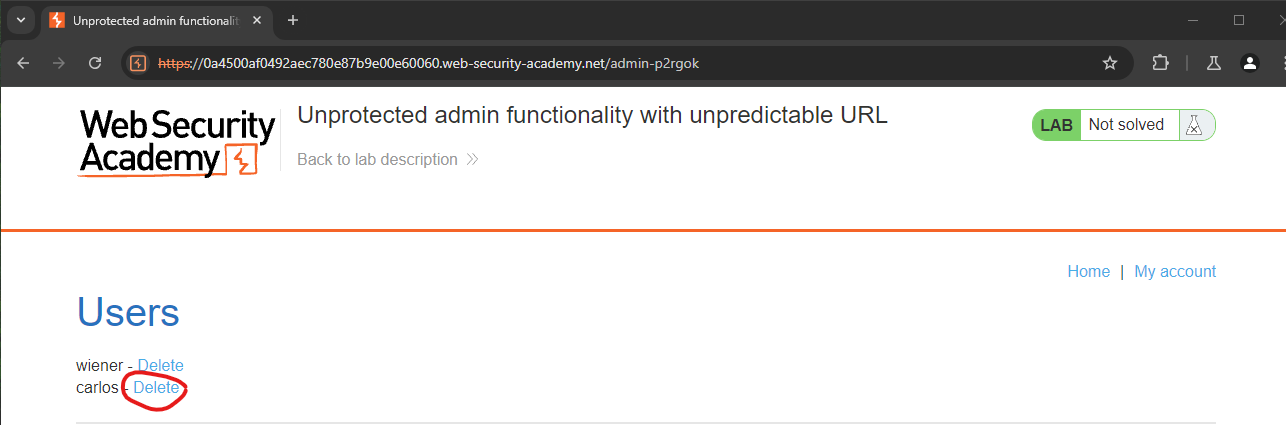 Unprotected admin functionalit
https://0a4500af0492aec780e87b9e00e60060.web-security-academy.net/admin-p2rgok
Web Security
Academy
Unprotected admin functionality with unpredictable URL
Back to lab description
LAB Not solved
Home | My account
Users
wiener - Delete
carlos - Delete